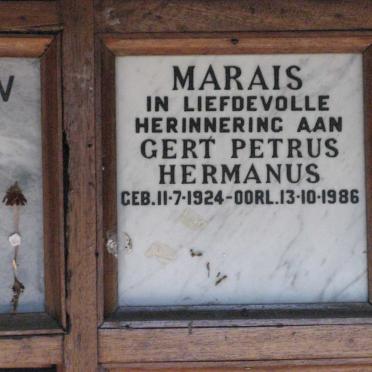 MARAIS
IN LIEFDEVOLLE
HERINNERING AAN
GERT PETRUS
HERMANUS
GEB.11·7·1924-OORL.13·10·1986